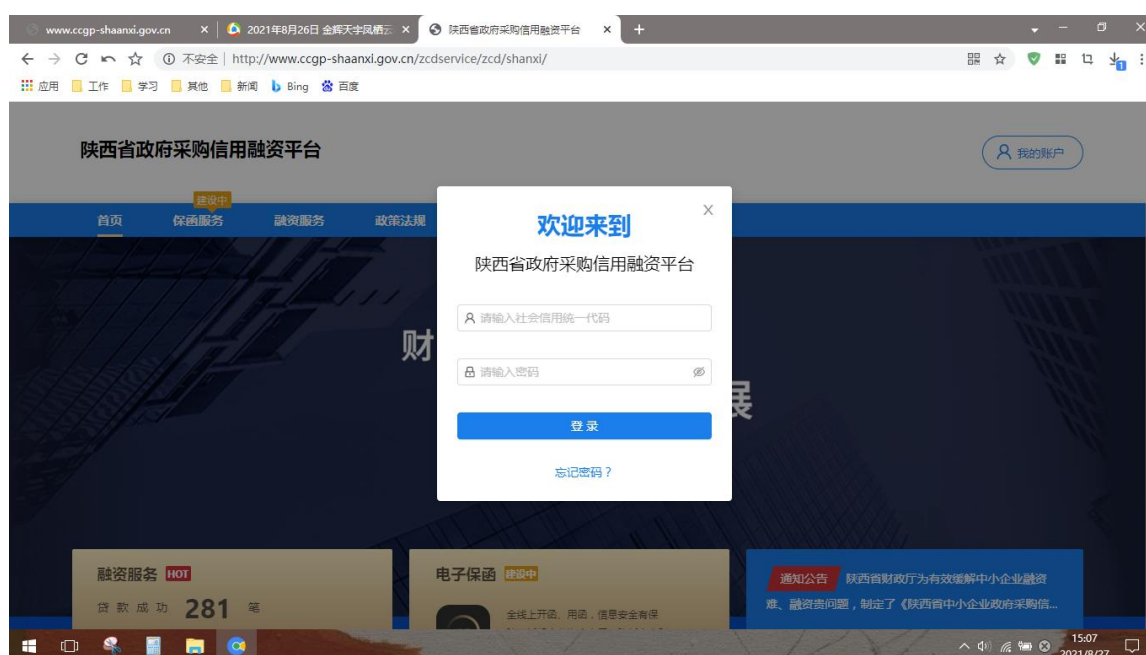 www.ccgp-shaanxi.gov.cn
2021年8月26日 金辉天宇凤栖云
陕西省政府采购信用融资平台
不安全 | http://www.ccgp-shaanxi.gov.cn/zcdservice/zcd/shanxi/
应用 工作 学习 其他 新闻 Bing 百度
陕西省政府采购信用融资平台
我的账户
建设中
首页 保函服务 融资服务 政策法规
欢迎来到
陕西省政府采购信用融资平台
请输入社会信用统一代码
财
请输入密码
展
登录
忘记密码？
融资服务 HOT
贷款成功 281 笔
电子保函 建设中
全线上开函、用函，信息安全有保
通知公告 陕西省财政厅为有效缓解中小企业融资
难、融资贵问题，制定了《陕西省中小企业政府采购信...
15:07
2021/8/27